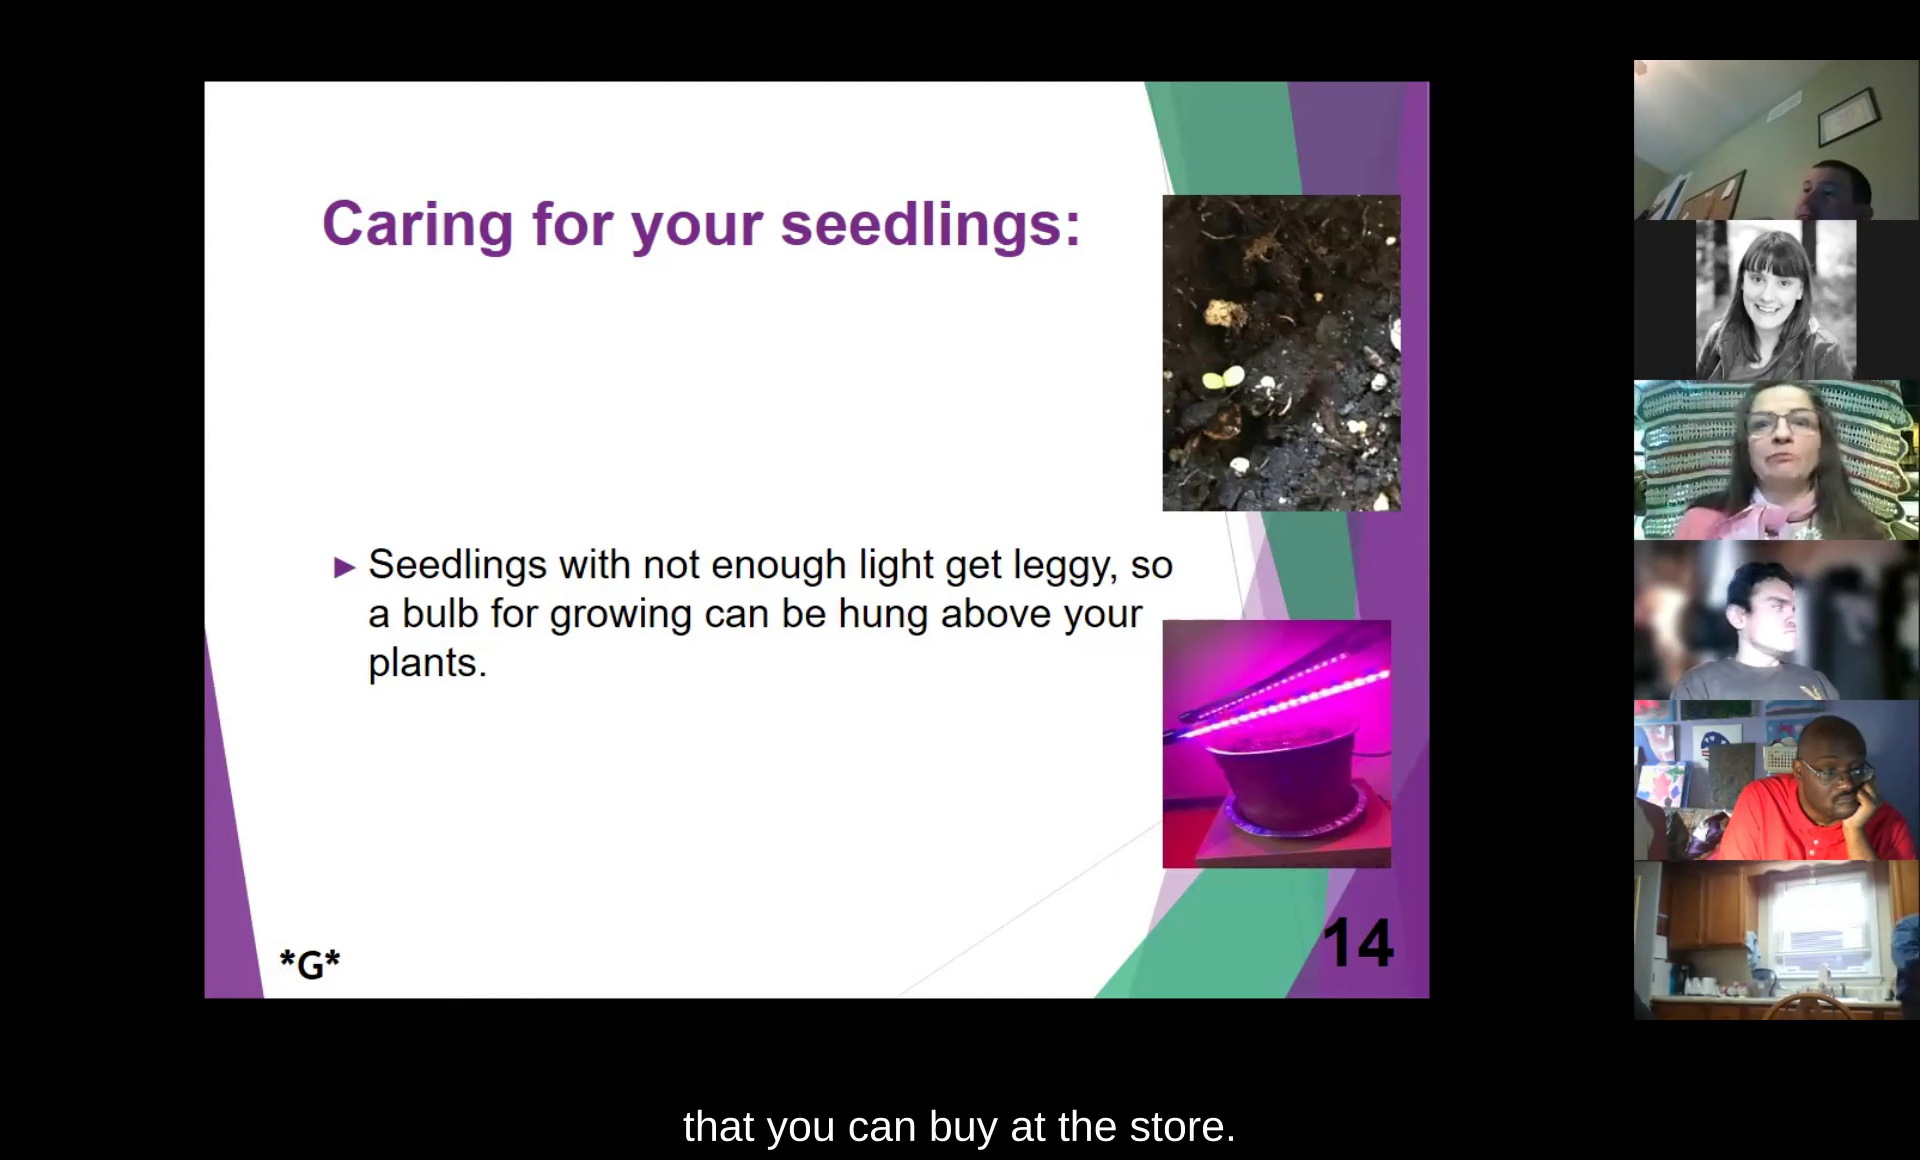 Caring for your seedlings:
► Seedlings with not enough light get leggy, so
a bulb for growing can be hung above your
plants.
*G*
14
that you can buy at the store.